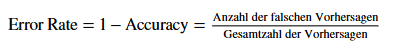 Error Rate = 1 − Accuracy = Anzahl der falschen Vorhersagen / Gesamtzahl der Vorhersagen